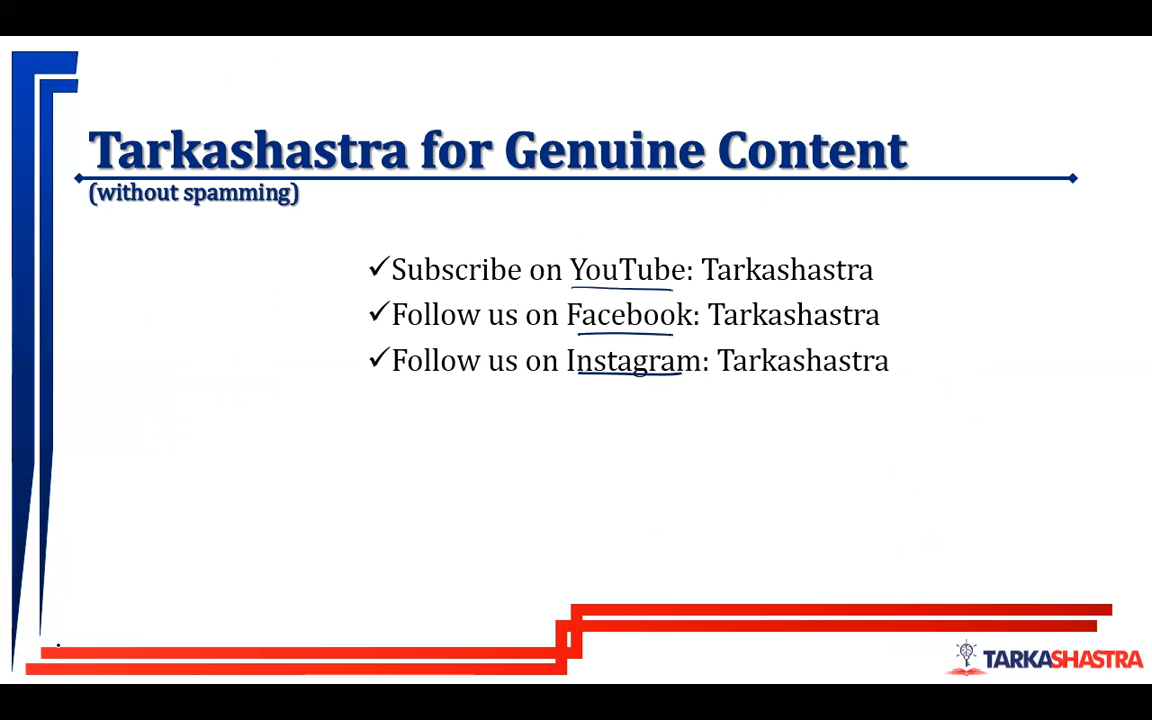 Tarkashastra for Genuine Content
(without spamming)
✓Subscribe on YouTube: Tarkashastra
✓Follow us on Facebook: Tarkashastra
✓Follow us on Instagram: Tarkashastra
TARKASHASTRA